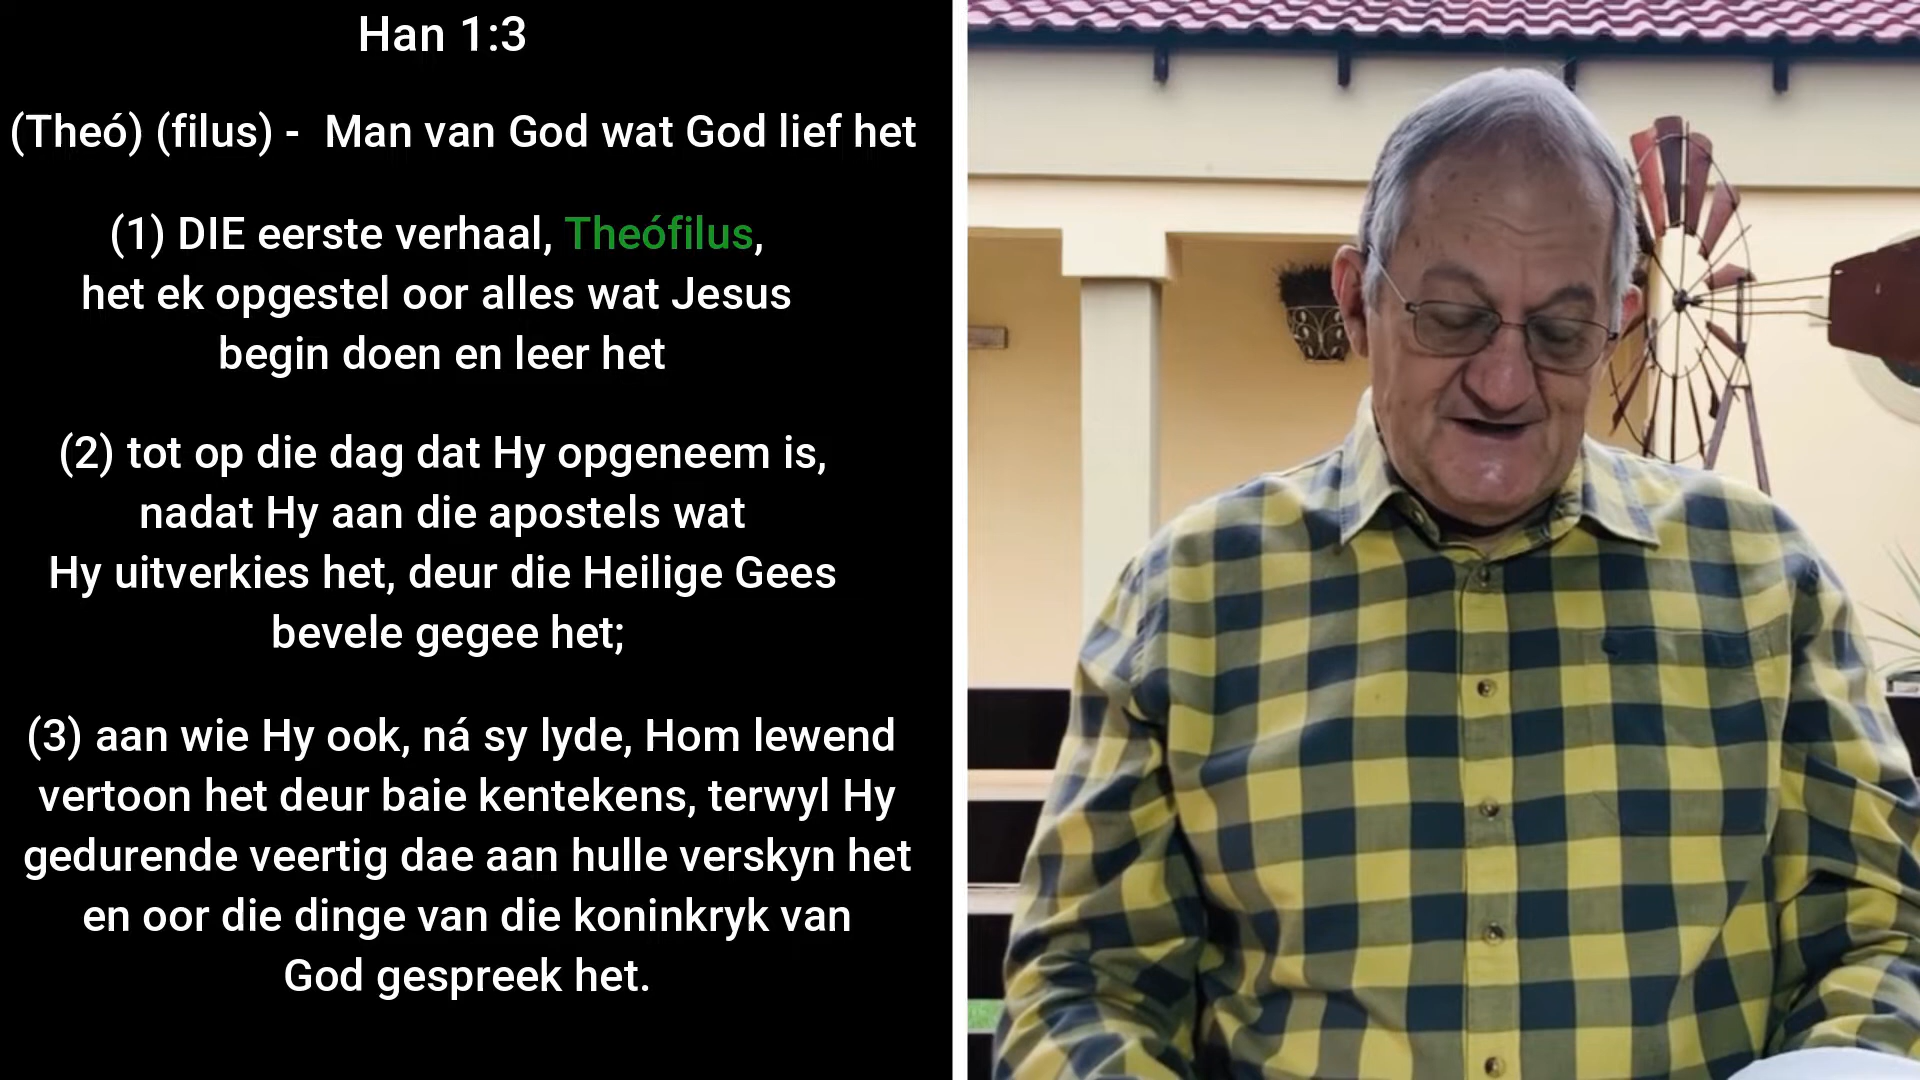 Han 1:3
(Theó) (filus) - Man van God wat God lief het
(1) DIE eerste verhaal, Theófilus,
het ek opgestel oor alles wat Jesus
begin doen en leer het
(2) tot op die dag dat Hy opgeneem is,
nadat Hy aan die apostels wat
Hy uitverkies het, deur die Heilige Gees
bevele gegee het;
(3) aan wie Hy ook, ná sy lyde, Hom lewend
vertoon het deur baie kentekens, terwyl Hy
gedurende veertig dae aan hulle verskyn het
en oor die dinge van die koninkryk van
God gespreek het.